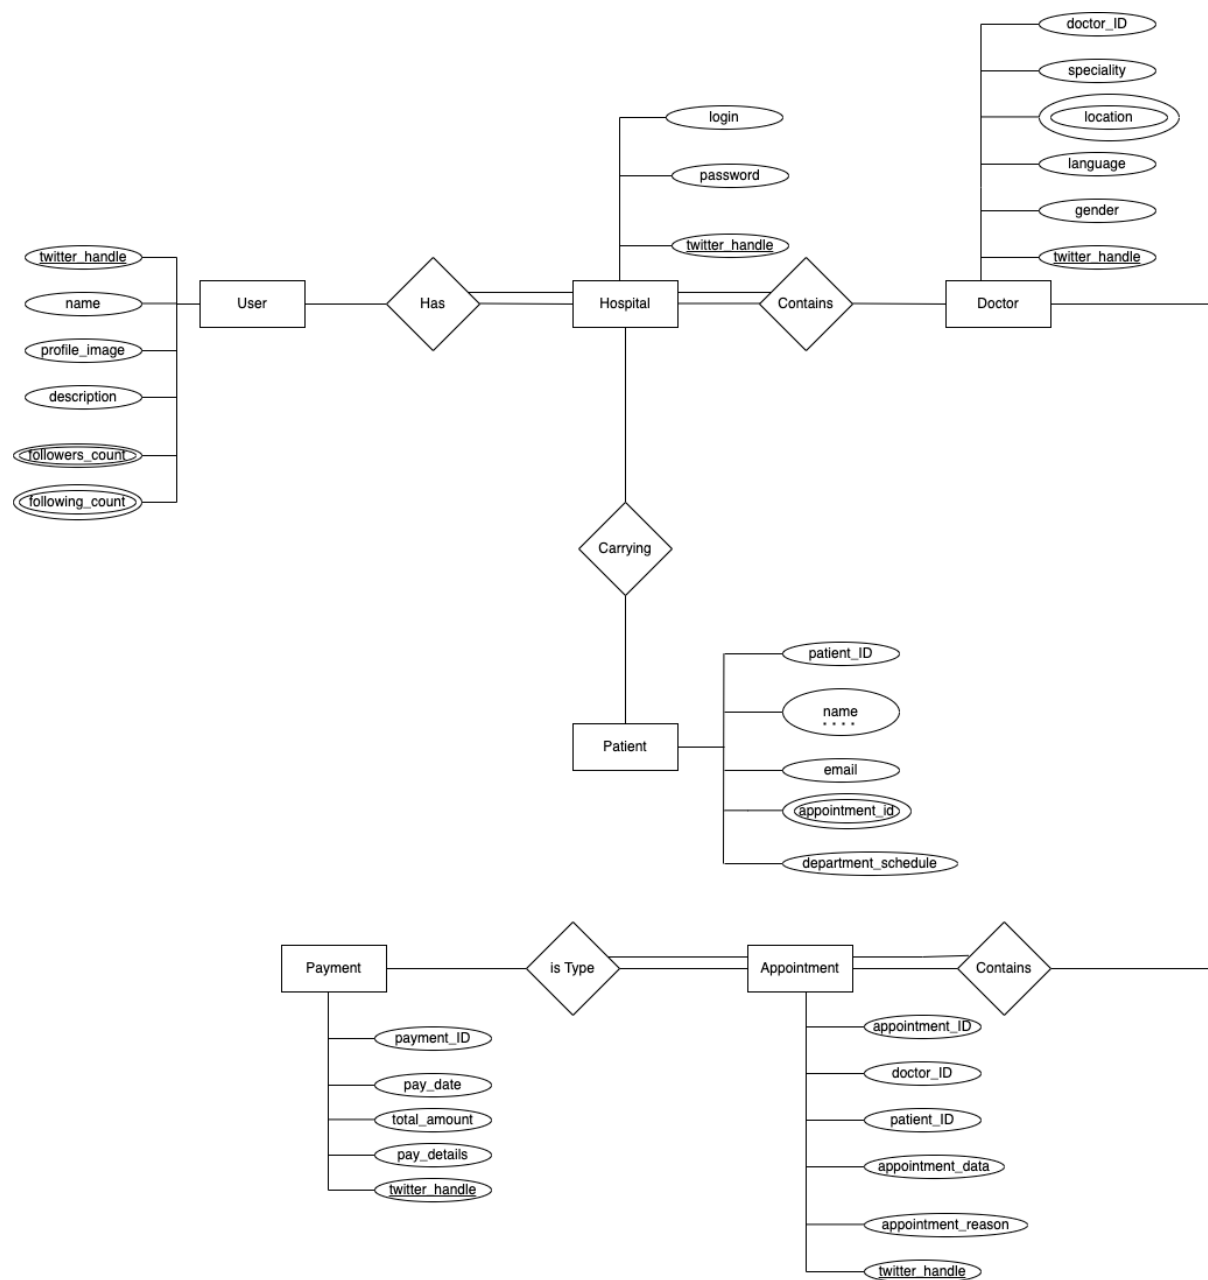 doctor_ID
speciality
location
language
gender
twitter_handle
login
password
twitter_handle
twitter_handle
name
profile_image
description
followers_count
following_count
User
Has
Hospital
Contains
Doctor
Carrying
Patient
patient_ID
name
email
appointment_id
department_schedule
Payment
is Type
Appointment
Contains
payment_ID
pay_date
total_amount
pay_details
twitter_handle
appointment_ID
doctor_ID
patient_ID
appointment_data
appointment_reason
twitter_handle